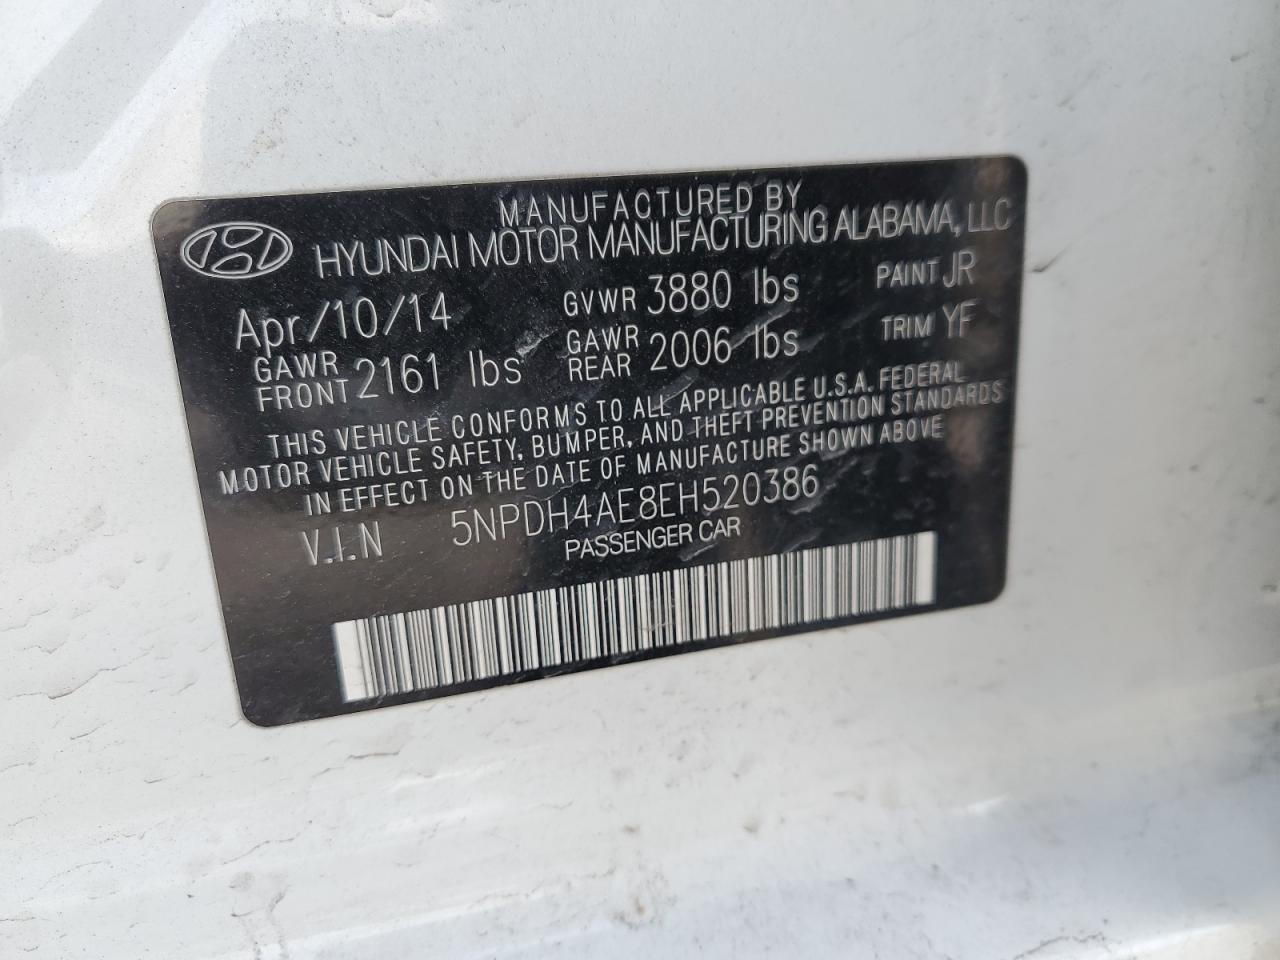 MANUFACTURED BY
HYUNDAI MOTOR MANUFACTURING ALABAMA, LLC
Apr/10/14 GVWR 3880 lbs PAINT JR
GAWR FRONT 2161 lbs GAWR REAR 2006 lbs TRIM YF
THIS VEHICLE CONFORMS TO ALL APPLICABLE U.S.A. FEDERAL
MOTOR VEHICLE SAFETY, BUMPER, AND THEFT PREVENTION STANDARDS
IN EFFECT ON THE DATE OF MANUFACTURE SHOWN ABOVE
V.I.N 5NPDH4AE8EH520386
PASSENGER CAR